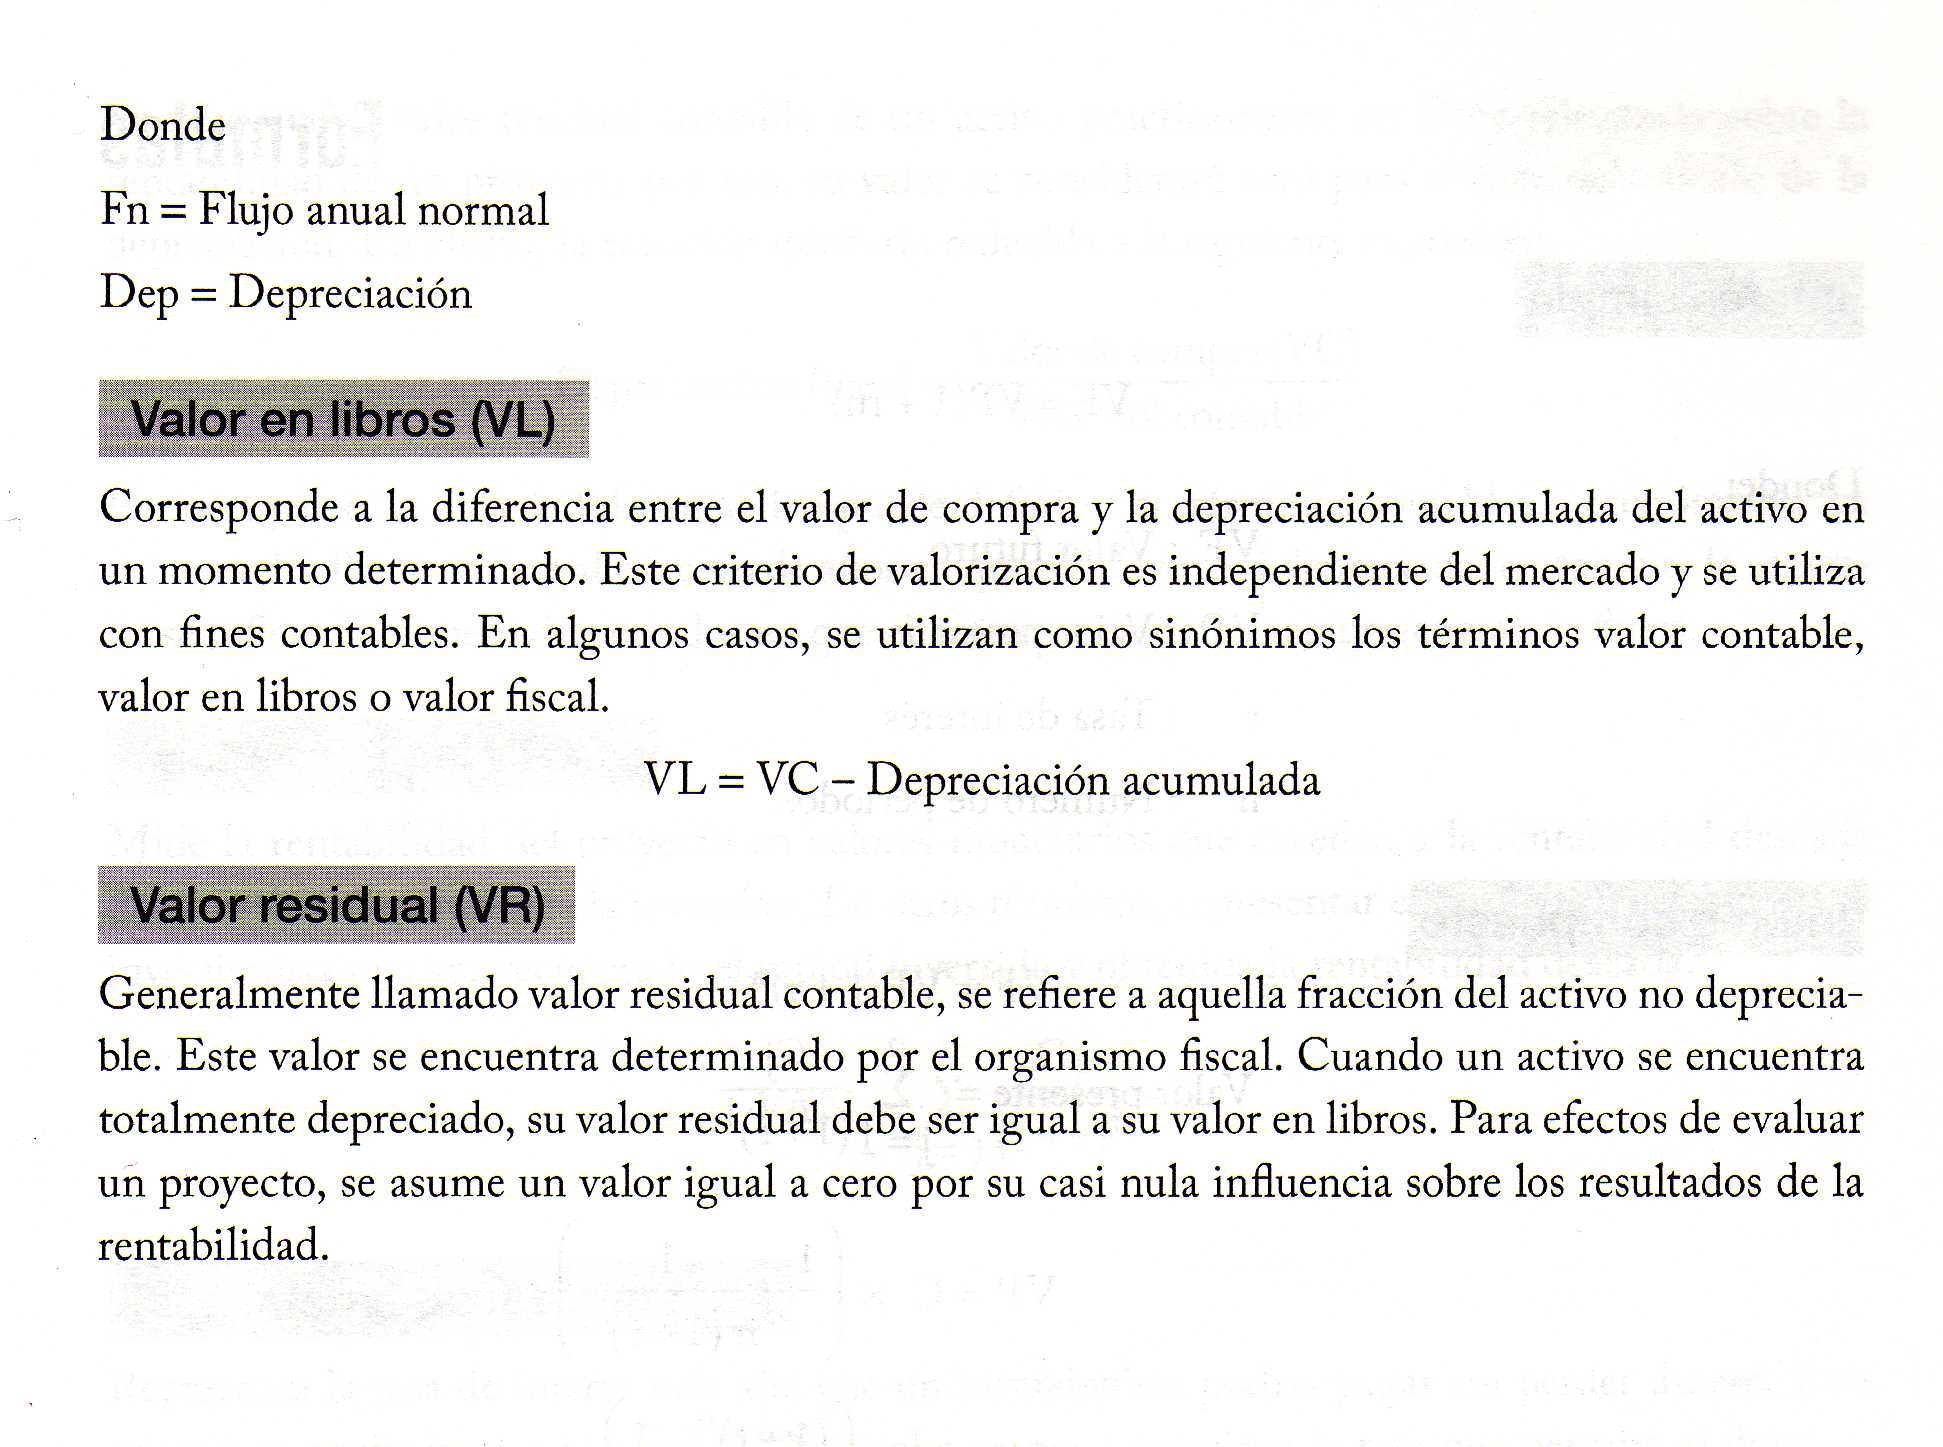 Donde
Fn = Flujo anual normal
Dep = Depreciación
Valor en libros (VL)
Corresponde a la diferencia entre el valor de compra y la depreciación acumulada del activo en
un momento determinado. Este criterio de valorización es independiente del mercado y se utiliza
con fines contables. En algunos casos, se utilizan como sinónimos los términos valor contable,
valor en libros o valor fiscal.
VL = VC – Depreciación acumulada
Valor residual (VR)
Generalmente llamado valor residual contable, se refiere a aquella fracción del activo no deprecia-
ble. Este valor se encuentra determinado por el organismo fiscal. Cuando un activo se encuentra
totalmente depreciado, su valor residual debe ser igual a su valor en libros. Para efectos de evaluar
un proyecto, se asume un valor igual a cero por su casi nula influencia sobre los resultados de la
rentabilidad.